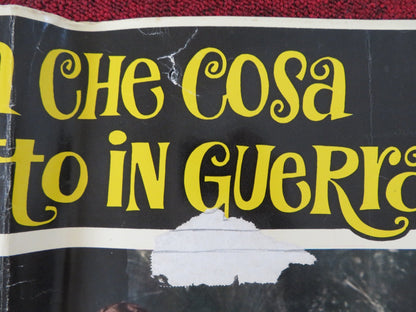 CHE COSA
to iN GUERRA